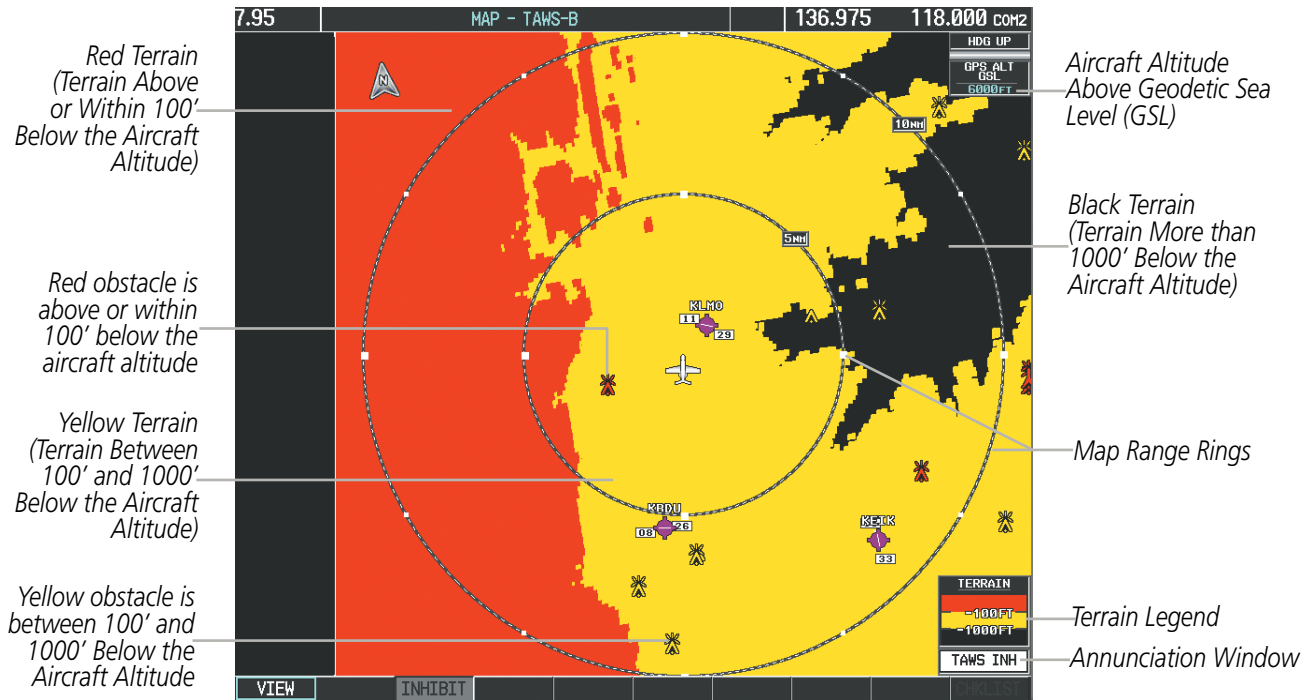 7.95
MAP - TAWS-B
136.975
118.000 COM2
HDG UP
GPS ALT
GSL
6000FT
N
10NM
5NM
KLMO
11
29
KBDU
08
26
KEIK
33
TERRAIN
-100FT
-1000FT
TAWS INH
VIEW
INHIBIT
CHKLIST
Red Terrain
(Terrain Above
or Within 100'
Below the Aircraft
Altitude)
Red obstacle is
above or within
100' below the
aircraft altitude
Yellow Terrain
(Terrain Between
100' and 1000'
Below the Aircraft
Altitude)
Yellow obstacle is
between 100' and
1000' Below the
Aircraft Altitude
Aircraft Altitude
Above Geodetic Sea
Level (GSL)
Black Terrain
(Terrain More than
1000' Below the
Aircraft Altitude)
Map Range Rings
Terrain Legend
Annunciation Window